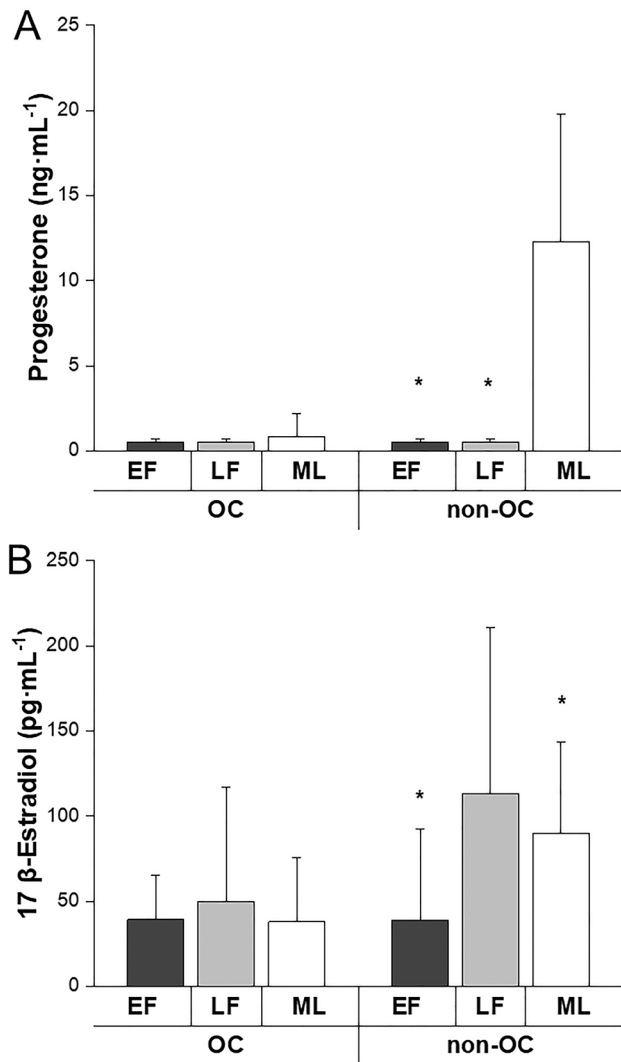 A
Progesterone (ng·mL⁻¹)
25
20
15
10
5
0
* *
EF LF ML EF LF ML
OC non-OC
B
17 β-Estradiol (pg·mL⁻¹)
250
200
150
100
50
0
*
*
EF LF ML EF LF ML
OC non-OC